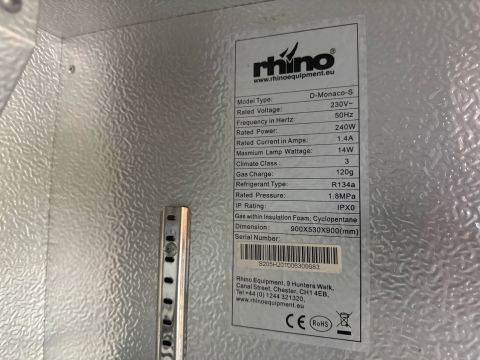 rhino®
www.rhinoequipment.eu
Model Type: D-Monaco-S
Rated Voltage: 230V~
Frequency in Hertz: 50Hz
Rated Power: 240W
Rated Current in Amps: 1.4A
Maxmium Lamp Wattage: 14W
Climate Class: 3
Gas Charge: 120g
Refrigerant Type: R134a
Rated Pressure: 1.8MPa
IP Rating: IPX0
Gas within Insulation Foam: Cyclopentane
Dimension: 900X530X900(mm)
Serial Number:
Rhino Equipment, 9 Hunters Walk,
Canal Street, Chester, CH1 4EB,
Tel +44 (0) 1244 321320,
www.rhinoequipment.eu
CE RoHS